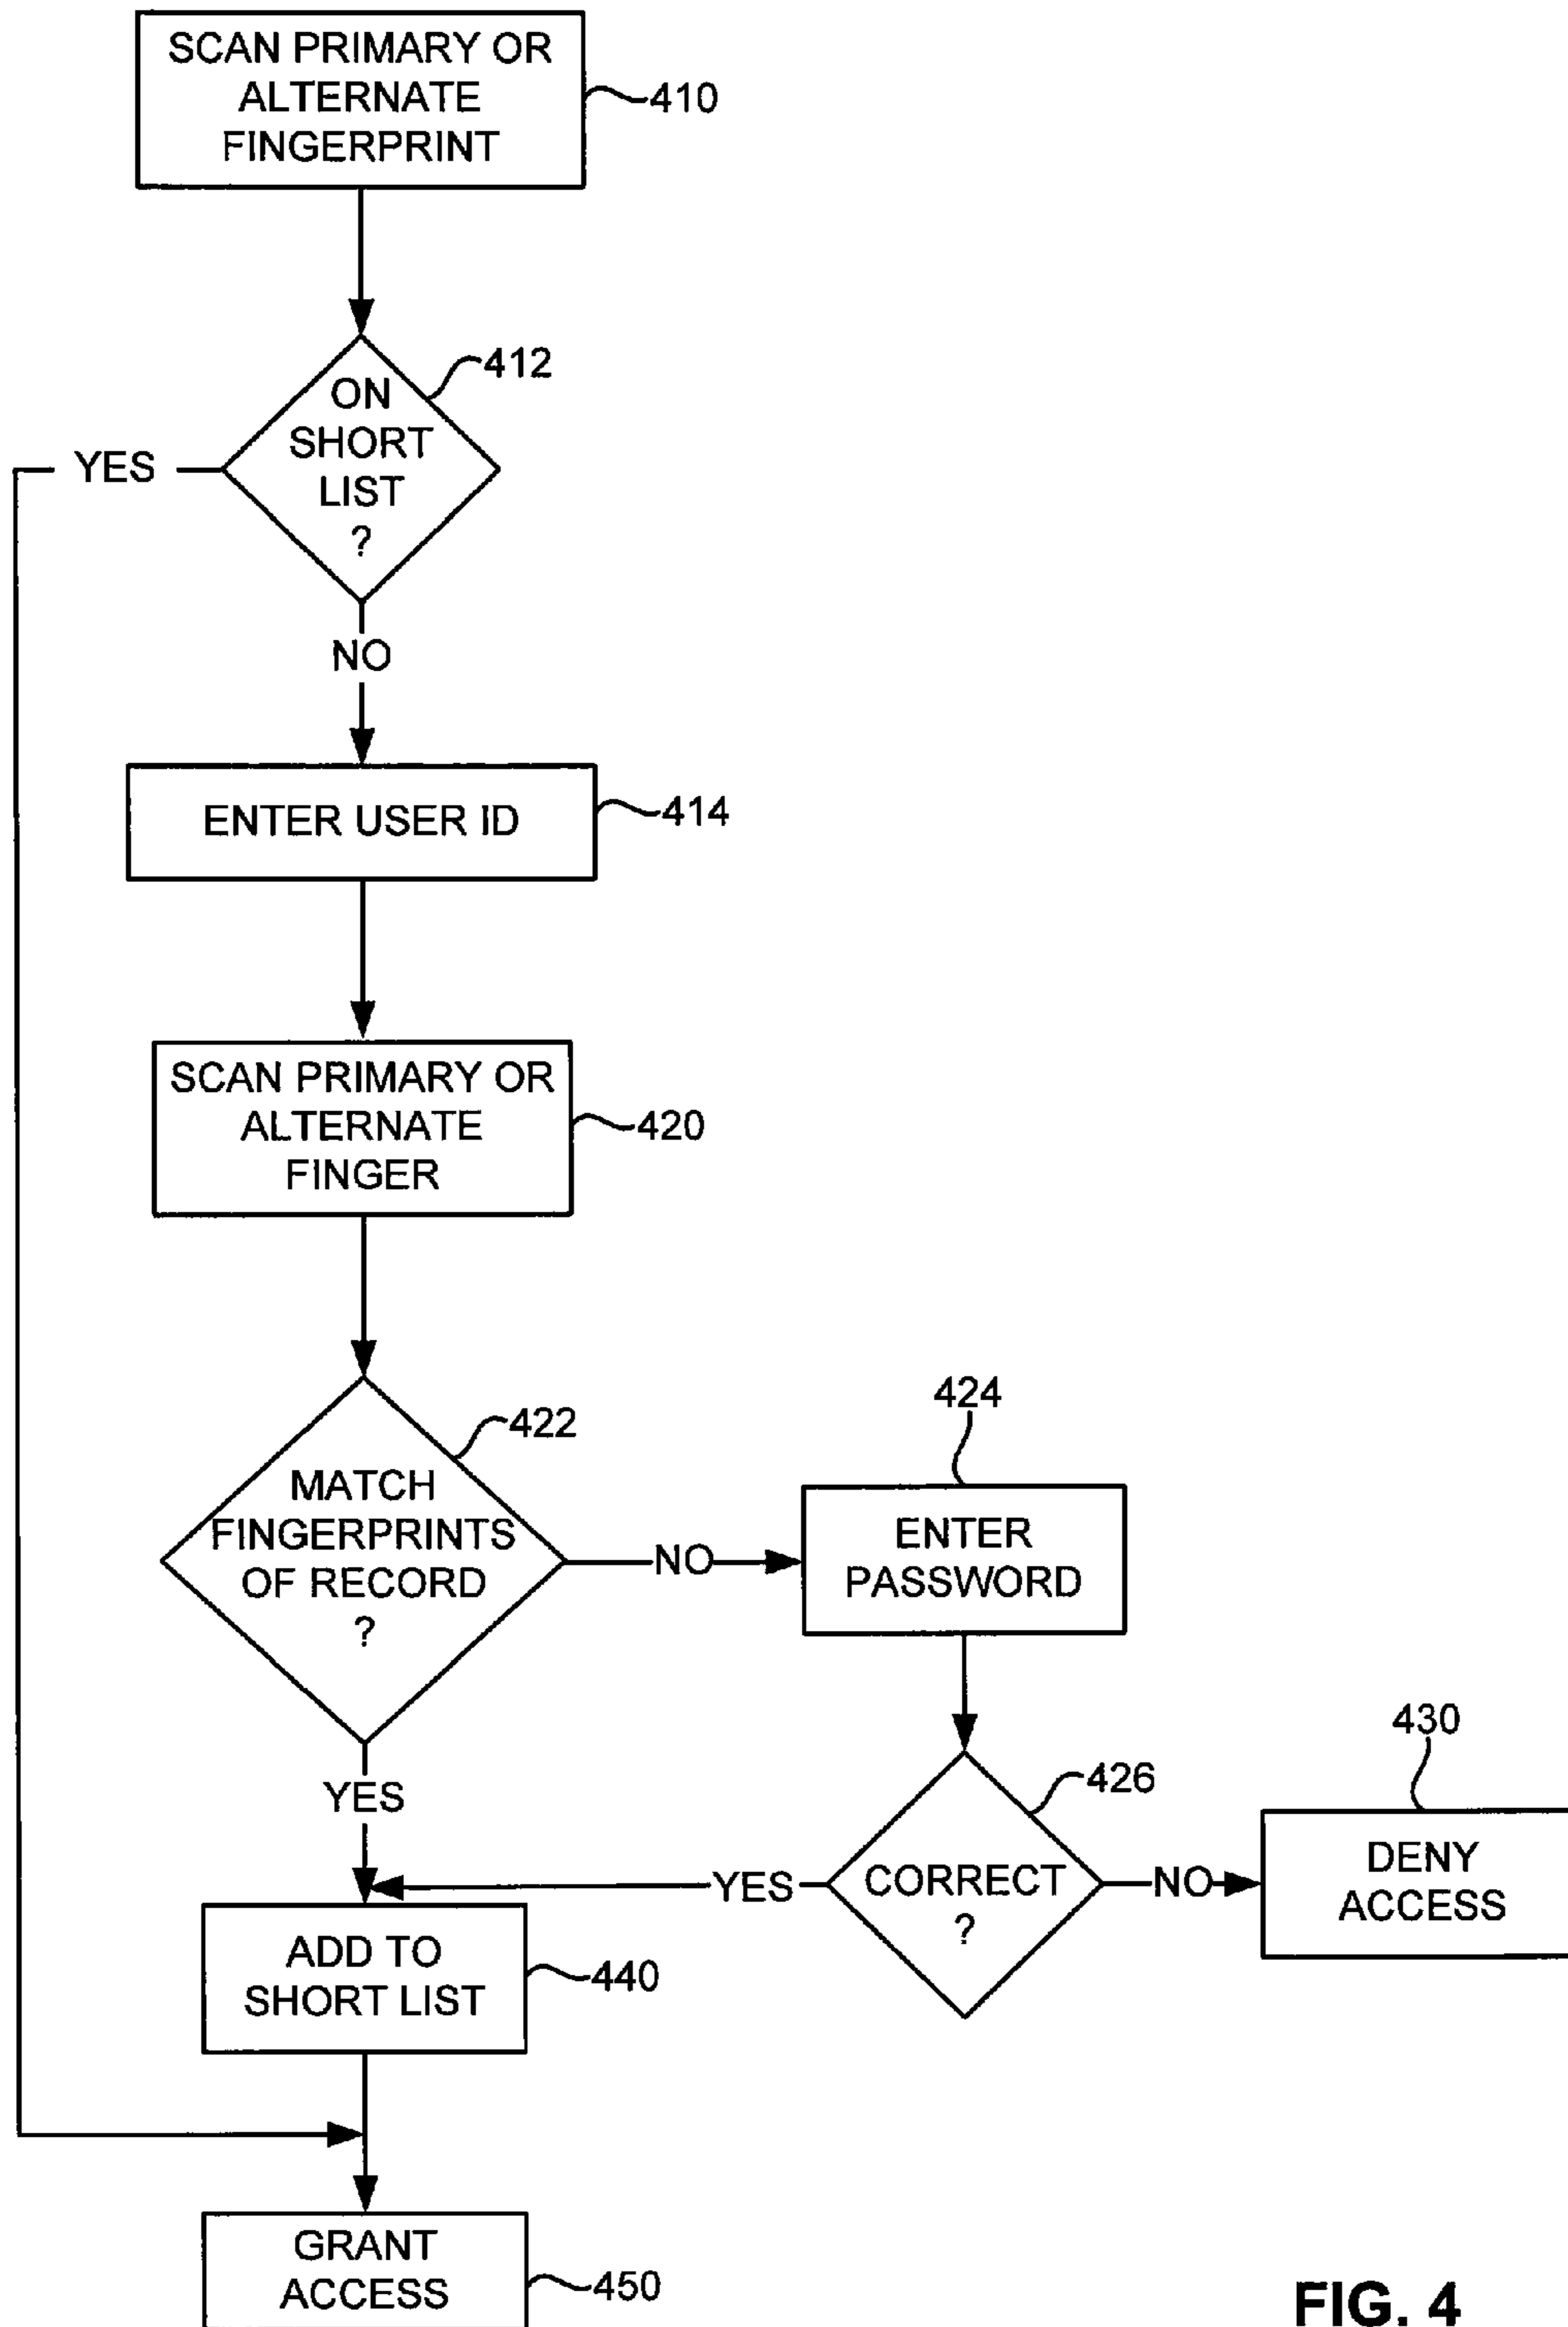 SCAN PRIMARY OR
ALTERNATE
FINGERPRINT
410
412
ON
SHORT
LIST
?
YES
NO
ENTER USER ID
414
SCAN PRIMARY OR
ALTERNATE
FINGER
420
422
MATCH
FINGERPRINTS
OF RECORD
?
NO
424
ENTER
PASSWORD
YES
426
CORRECT
?
YES
NO
430
DENY
ACCESS
ADD TO
SHORT LIST
440
GRANT
ACCESS
450
FIG. 4